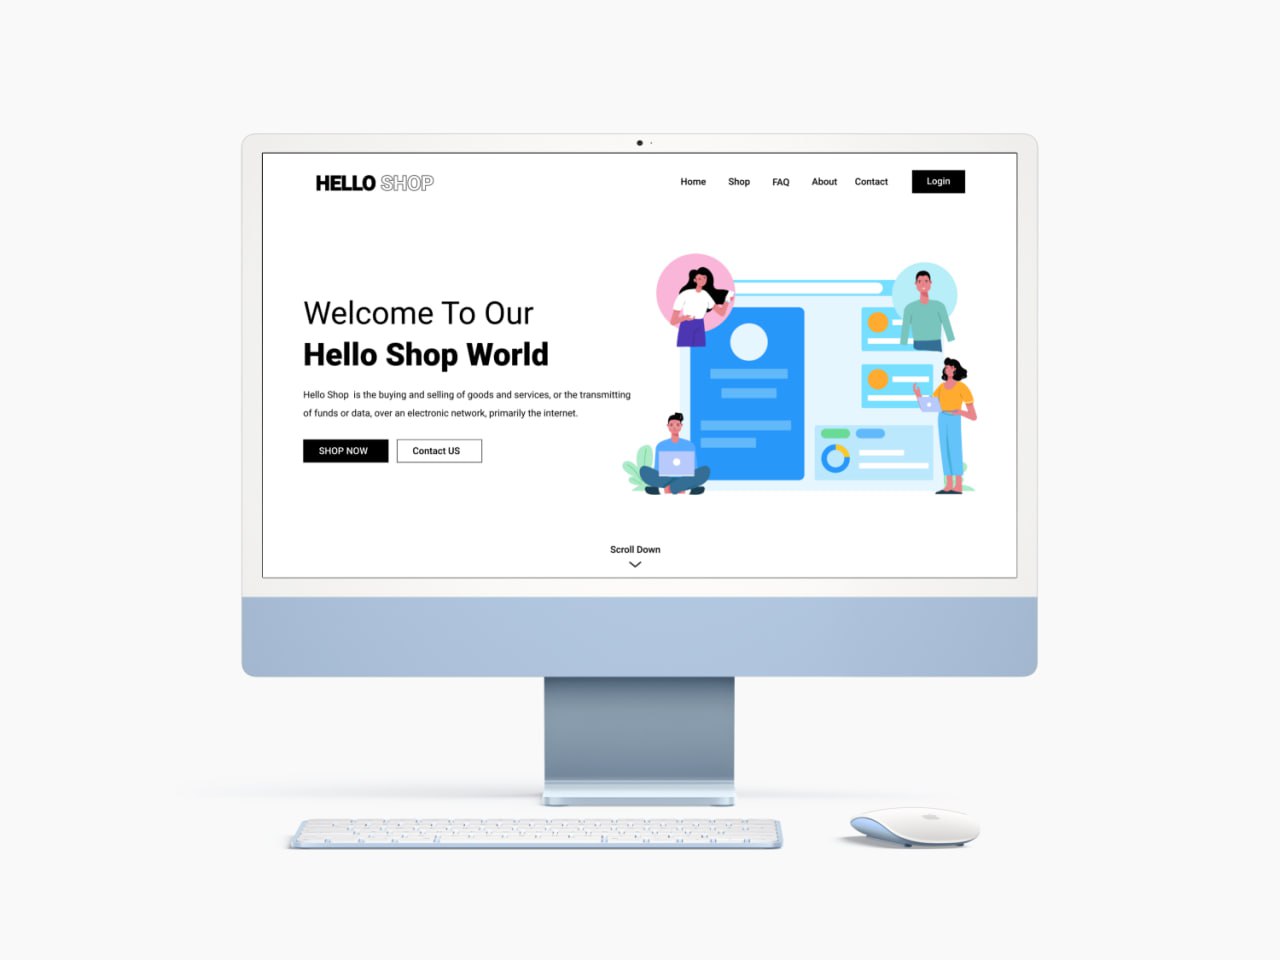 HELLO SHOP
Home Shop FAQ About Contact Login
Welcome To Our
Hello Shop World
Hello Shop is the buying and selling of goods and services, or the transmitting
of funds or data, over an electronic network, primarily the internet.
SHOP NOW Contact US
Scroll Down